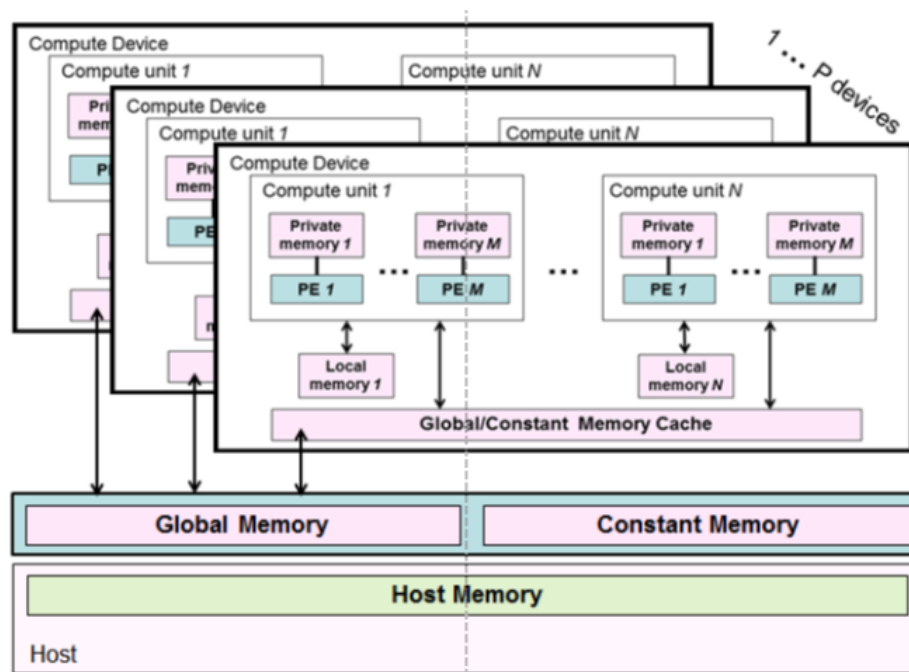 1 ... P devices
Compute Device
Compute unit 1
Compute unit N
Compute Device
Compute unit 1
Compute unit N
Compute Device
Compute unit 1
Compute unit N
Private memory 1
Private memory M
Private memory 1
Private memory M
PE 1
...
PE M
...
PE 1
...
PE M
Local memory 1
Local memory N
Global/Constant Memory Cache
Global Memory
Constant Memory
Host Memory
Host